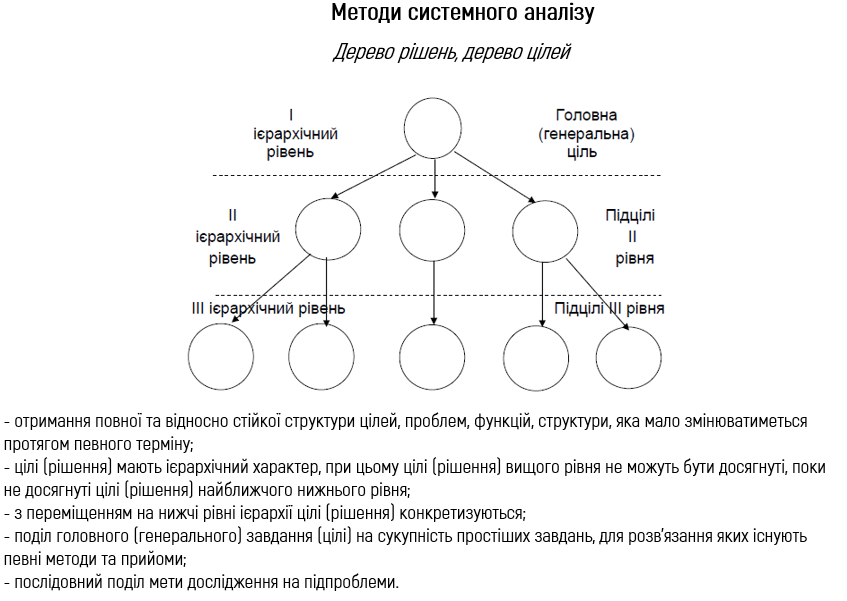 Методи системного аналізу
Дерево рішень, дерево цілей
І
ієрархічний
рівень
Головна
(генеральна)
ціль
ІІ
ієрархічний
рівень
Підцілі
ІІ
рівня
ІІІ ієрархічний рівень
Підцілі ІІІ рівня
- отримання повної та відносно стійкої структури цілей, проблем, функцій, структури, яка мало змінюватиметься
протягом певного терміну;
- цілі (рішення) мають ієрархічний характер, при цьому цілі (рішення) вищого рівня не можуть бути досягнуті, поки
не досягнуті цілі (рішення) найближчого нижнього рівня;
- з переміщенням на нижчі рівні ієрархії цілі (рішення) конкретизуються;
- поділ головного (генерального) завдання (цілі) на сукупність простіших завдань, для розв'язання яких існують
певні методи та прийоми;
- послідовний поділ мети дослідження на підпроблеми.